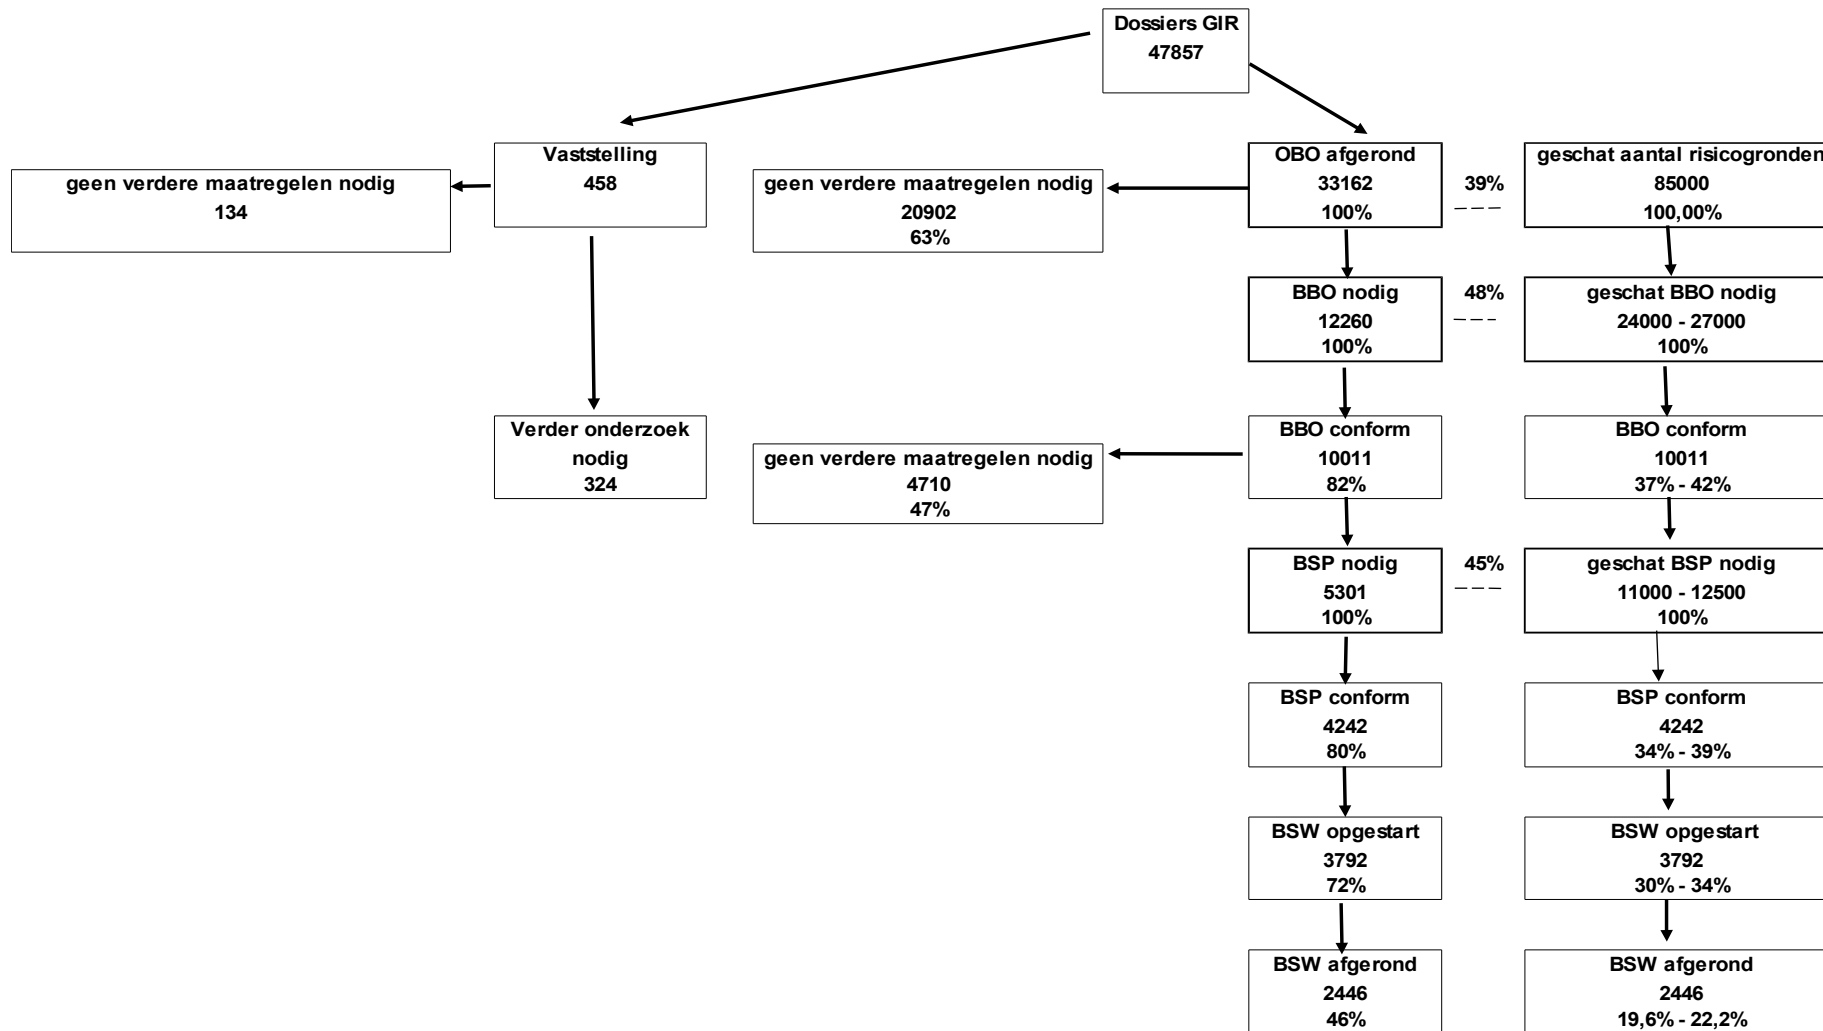 Dossiers GIR
47857
Vaststelling
458
geen verdere maatregelen nodig
134
geen verdere maatregelen nodig
20902
63%
OBO afgerond
33162
100%
39%
geschat aantal risicogronden
85000
100,00%
BBO nodig
12260
100%
48%
geschat BBO nodig
24000 - 27000
100%
Verder onderzoek
nodig
324
geen verdere maatregelen nodig
4710
47%
BBO conform
10011
82%
BBO conform
10011
37% - 42%
BSP nodig
5301
100%
45%
geschat BSP nodig
11000 - 12500
100%
BSP conform
4242
80%
BSP conform
4242
34% - 39%
BSW opgestart
3792
72%
BSW opgestart
3792
30% - 34%
BSW afgerond
2446
46%
BSW afgerond
2446
19,6% - 22,2%